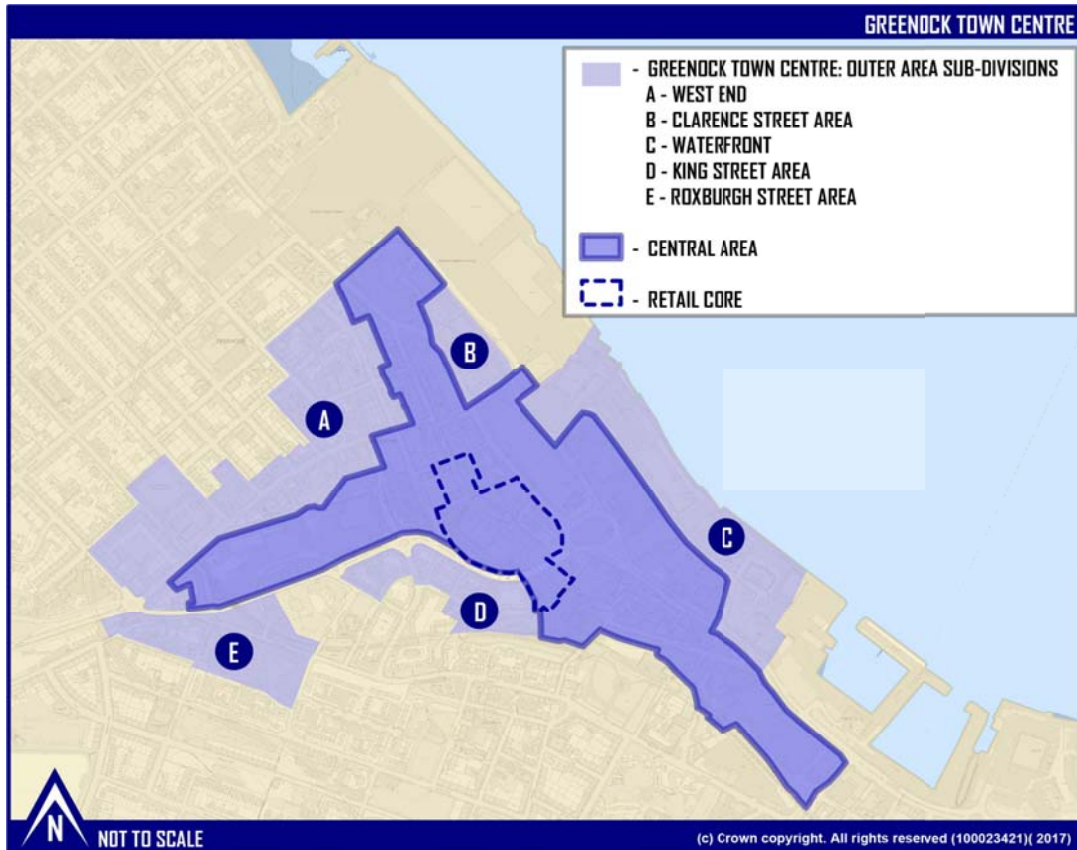 GREENOCK TOWN CENTRE
- GREENOCK TOWN CENTRE: OUTER AREA SUB-DIVISIONS
A - WEST END
B - CLARENCE STREET AREA
C - WATERFRONT
D - KING STREET AREA
E - ROXBURGH STREET AREA
- CENTRAL AREA
- RETAIL CORE
B
A
C
D
E
N
NOT TO SCALE
(c) Crown copyright. All rights reserved (100023421)( 2017)